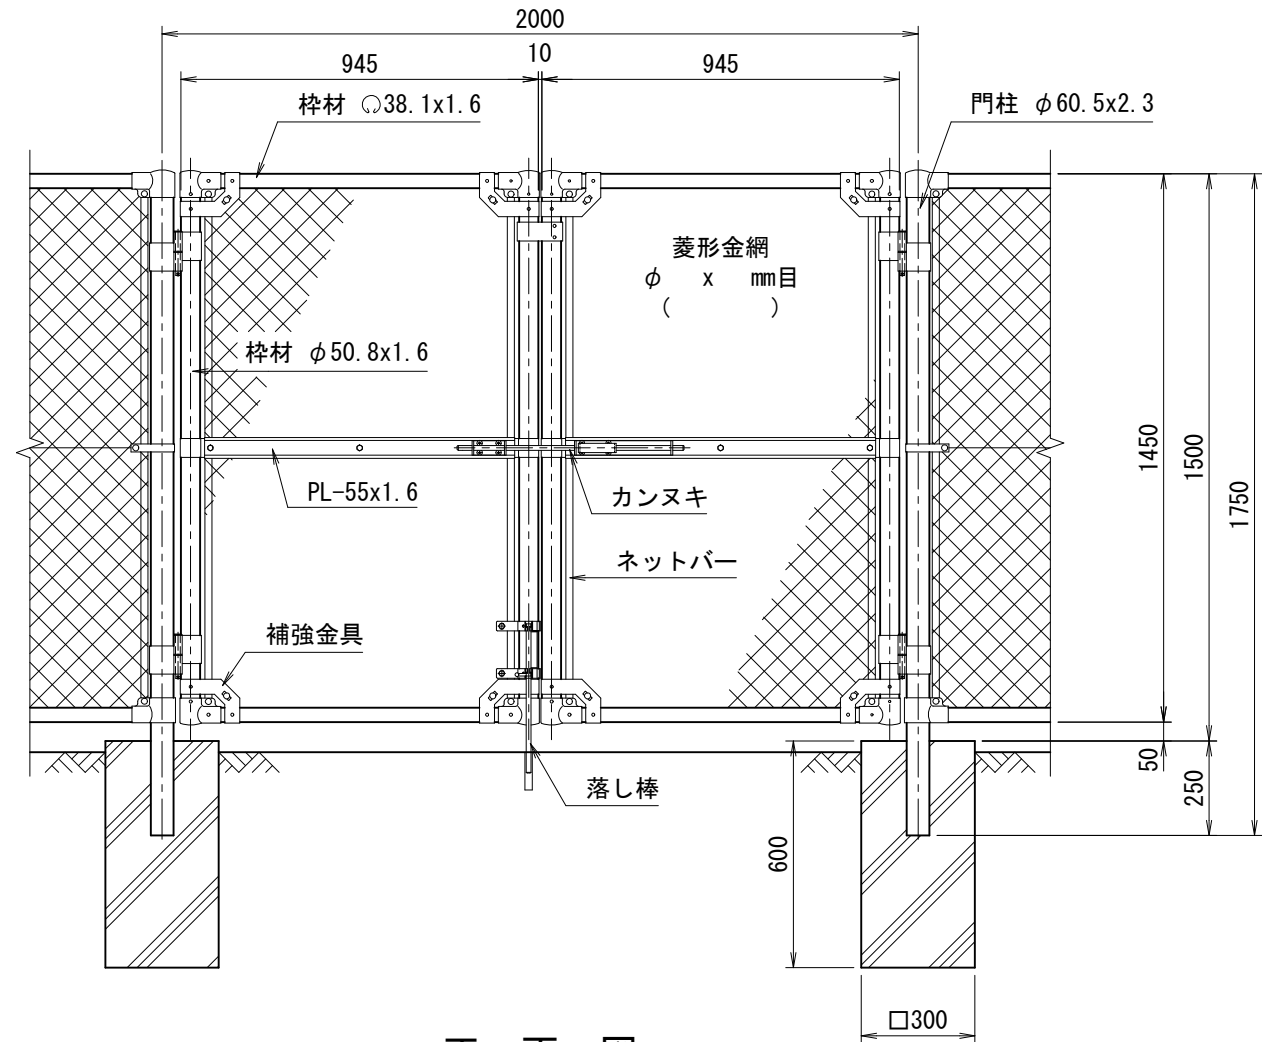 2000
10
945
945
枠材 38.1x1.6
門柱 φ60.5x2.3
菱形金網
φ x mm目
( )
枠材 φ50.8x1.6
PL-55x1.6
カンヌキ
ネットバー
補強金具
落し棒
1450
1500
1750
50
250
600
□300